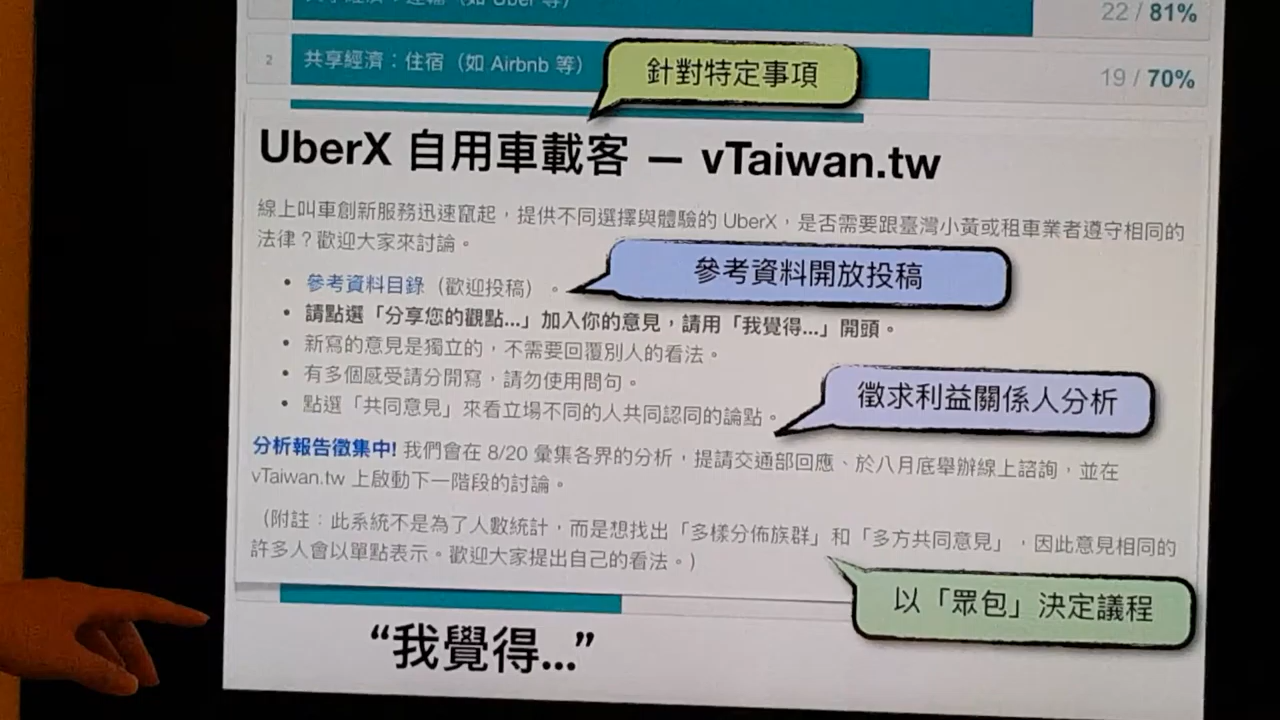 共享經濟：運輸（如 Uber 等）
22 / 81%
2
共享經濟：住宿（如 Airbnb 等）
19 / 70%
針對特定事項
UberX 自用車載客 — vTaiwan.tw
線上叫車創新服務迅速竄起，提供不同選擇與體驗的 UberX，是否需要跟臺灣小黃或租車業者遵守相同的
法律？歡迎大家來討論。
參考資料開放投稿
• 參考資料目錄（歡迎投稿）。
• 請點選「分享您的觀點...」加入你的意見，請用「我覺得...」開頭。
• 新寫的意見是獨立的，不需要回覆別人的看法。
• 有多個感受請分開寫，請勿使用問句。
• 點選「共同意見」來看立場不同的人共同認同的論點。
徵求利益關係人分析
分析報告徵集中! 我們會在 8/20 彙集各界的分析，提請交通部回應、於八月底舉辦線上諮詢，並在
vTaiwan.tw 上啟動下一階段的討論。
（附註：此系統不是為了人數統計，而是想找出「多樣分佈族群」和「多方共同意見」，因此意見相同的
許多人會以單點表示。歡迎大家提出自己的看法。）
以「眾包」決定議程
“我覺得...”